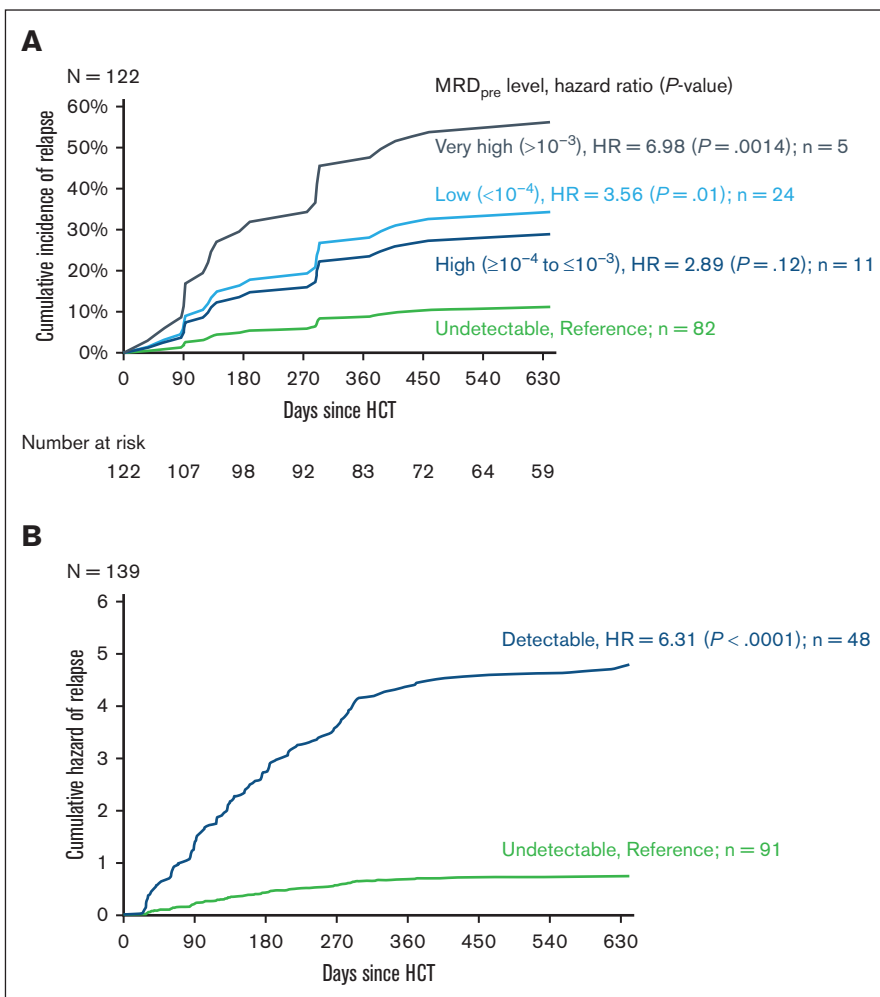 A
N = 122
MRDpre level, hazard ratio (P-value)
60%
50%
40%
30%
20%
10%
0%
Cumulative incidence of relapse
Very high (>10⁻³), HR = 6.98 (P = .0014); n = 5
Low (<10⁻⁴), HR = 3.56 (P = .01); n = 24
High (≥10⁻⁴ to ≤10⁻³), HR = 2.89 (P = .12); n = 11
Undetectable, Reference; n = 82
0 90 180 270 360 450 540 630
Days since HCT
Number at risk
122 107 98 92 83 72 64 59
B
N = 139
6
5
4
3
2
1
0
Cumulative hazard of relapse
Detectable, HR = 6.31 (P < .0001); n = 48
Undetectable, Reference; n = 91
0 90 180 270 360 450 540 630
Days since HCT